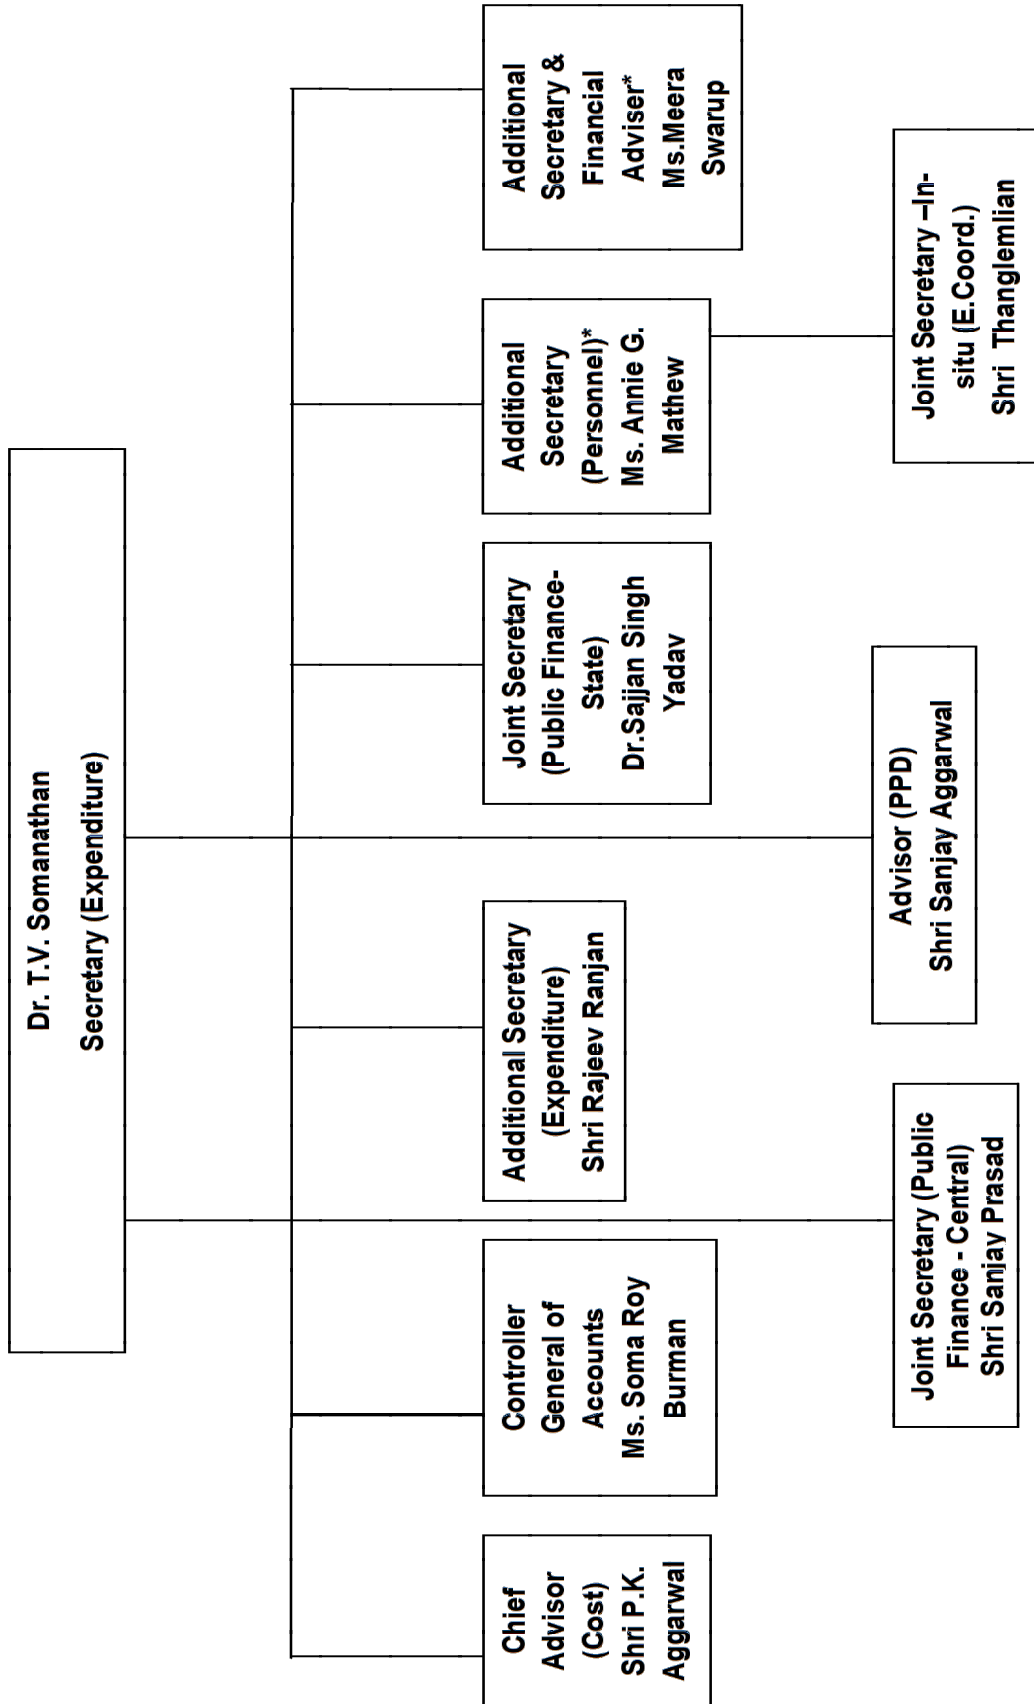 Dr. T.V. Somanathan
Secretary (Expenditure)
Chief
Advisor
(Cost)
Shri P.K.
Aggarwal
Controller
General of
Accounts
Ms. Soma Roy
Burman
Additional Secretary
(Expenditure)
Shri Rajeev Ranjan
Joint Secretary
(Public Finance-
State)
Dr.Sajjan Singh
Yadav
Additional
Secretary
(Personnel)*
Ms. Annie G.
Mathew
Additional
Secretary &
Financial
Adviser*
Ms.Meera
Swarup
Joint Secretary (Public
Finance - Central)
Shri Sanjay Prasad
Advisor (PPD)
Shri Sanjay Aggarwal
Joint Secretary –In-
situ (E.Coord.)
Shri Thanglemlian